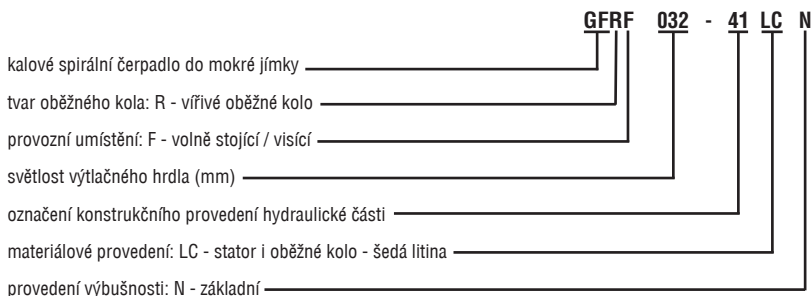 GFRF 032 - 41 LC N
kalové spirální čerpadlo do mokré jímky
tvar oběžného kola: R - vířivé oběžné kolo
provozní umístění: F - volně stojící / visící
světlost výtlačného hrdla (mm)
označení konstrukčního provedení hydraulické části
materiálové provedení: LC - stator i oběžné kolo - šedá litina
provedení výbušnosti: N - základní